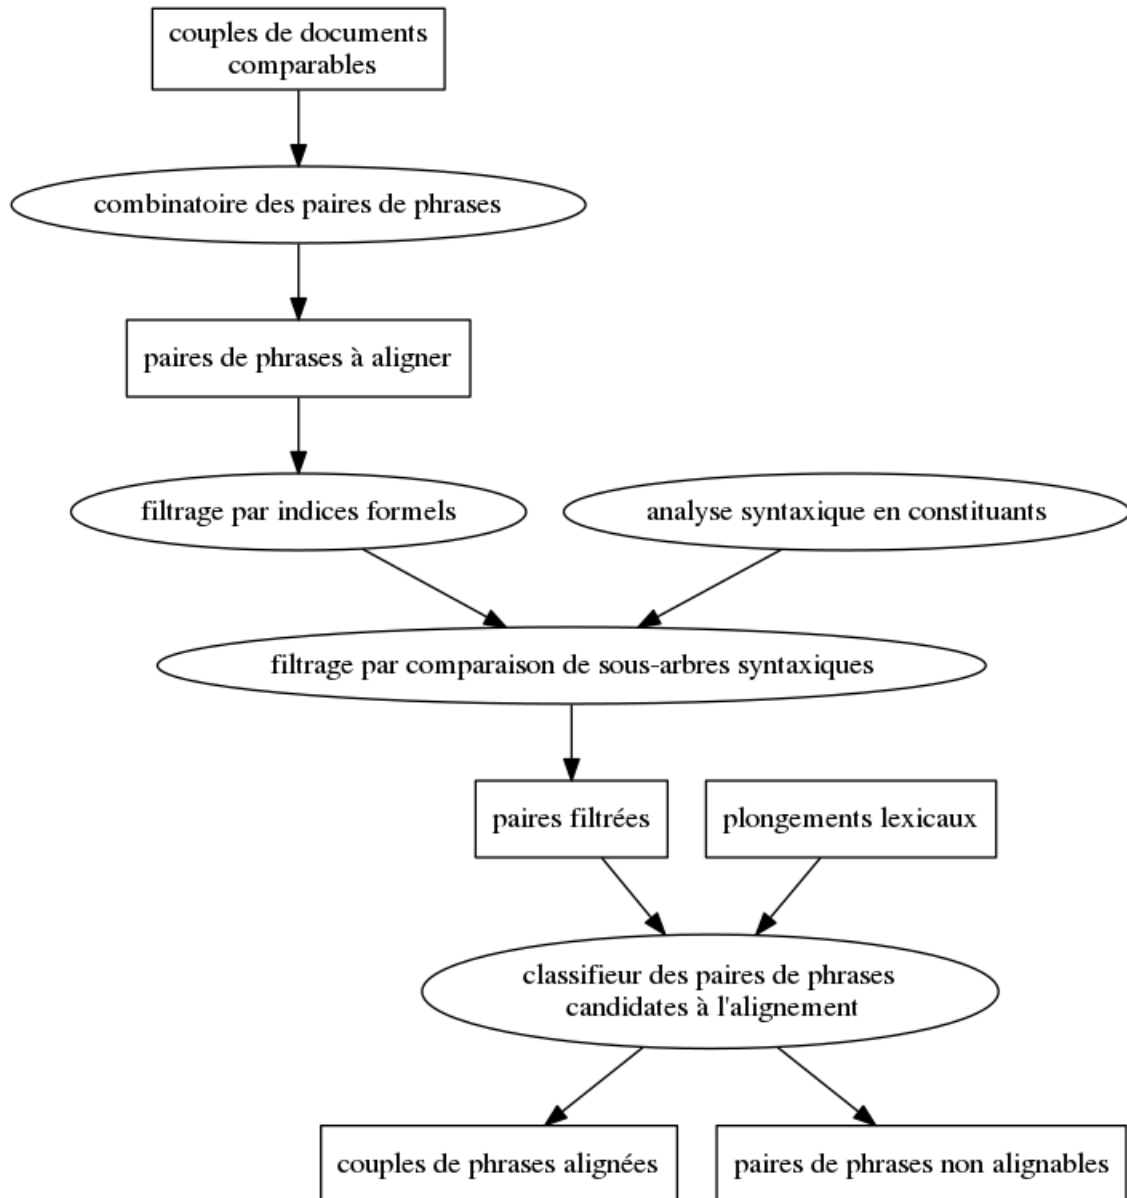 couples de documents
comparables
combinatoire des paires de phrases
paires de phrases à aligner
filtrage par indices formels
analyse syntaxique en constituants
filtrage par comparaison de sous-arbres syntaxiques
paires filtrées
plongements lexicaux
classifieur des paires de phrases
candidates à l'alignement
couples de phrases alignées
paires de phrases non alignables